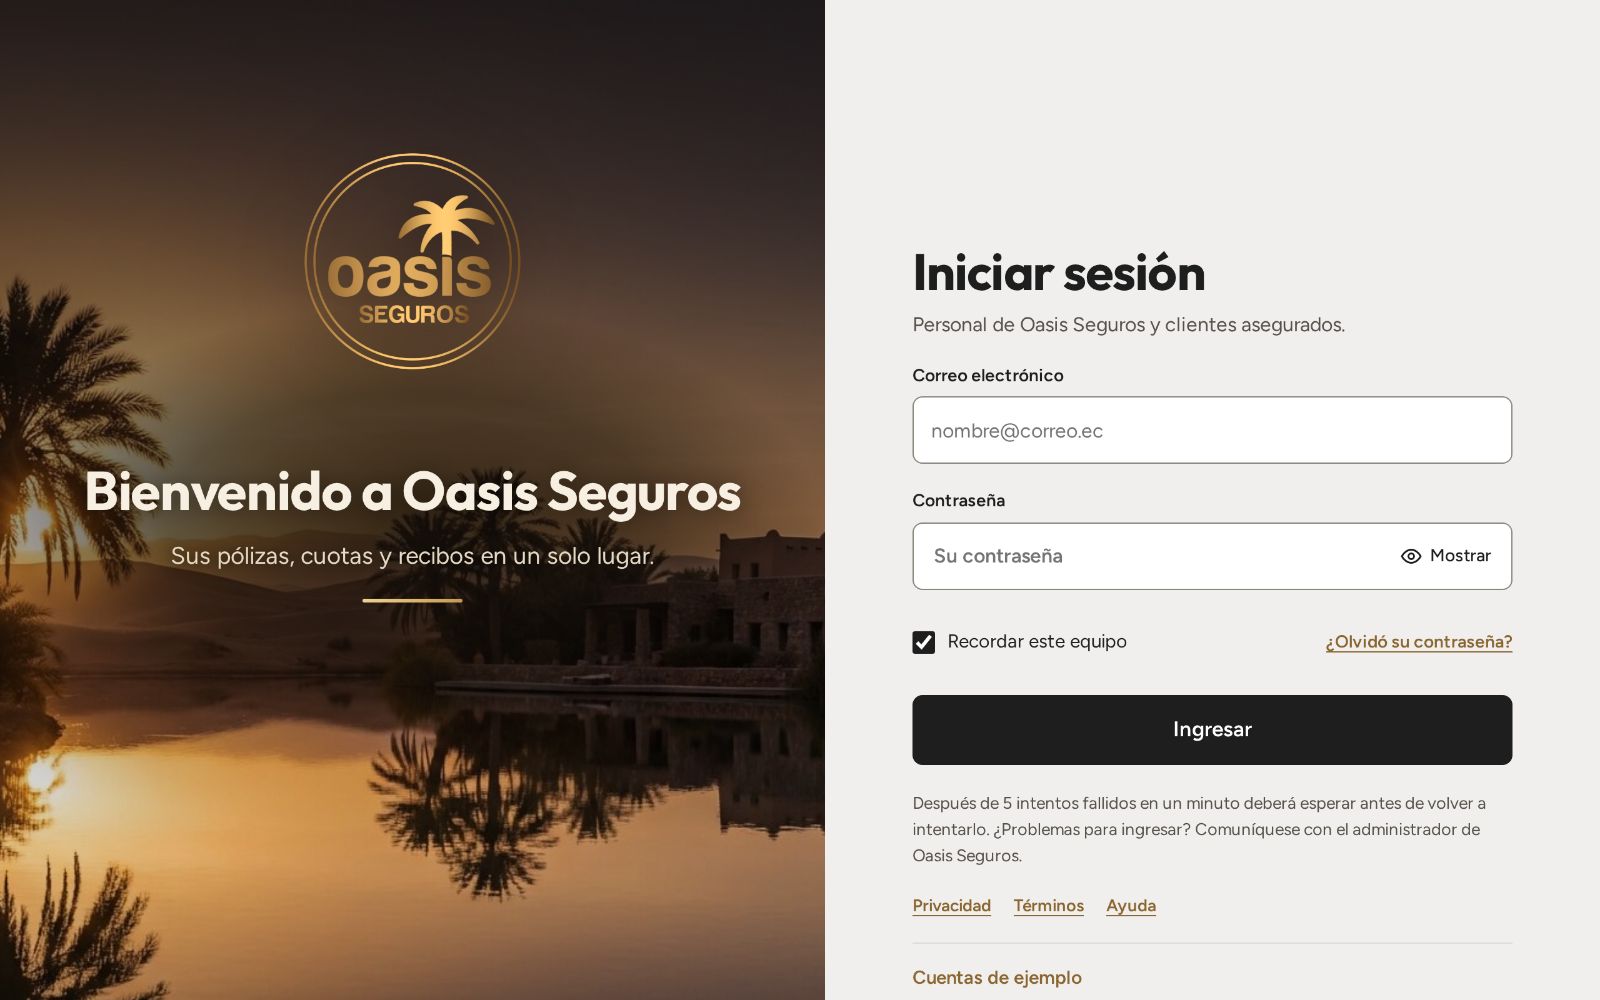 oasis
SEGUROS
Bienvenido a Oasis Seguros
Sus pólizas, cuotas y recibos en un solo lugar.
Iniciar sesión
Personal de Oasis Seguros y clientes asegurados.
Correo electrónico
nombre@correo.ec
Contraseña
Su contraseña
Mostrar
Recordar este equipo
¿Olvidó su contraseña?
Ingresar
Después de 5 intentos fallidos en un minuto deberá esperar antes de volver a
intentarlo. ¿Problemas para ingresar? Comuníquese con el administrador de
Oasis Seguros.
Privacidad Términos Ayuda
Cuentas de ejemplo